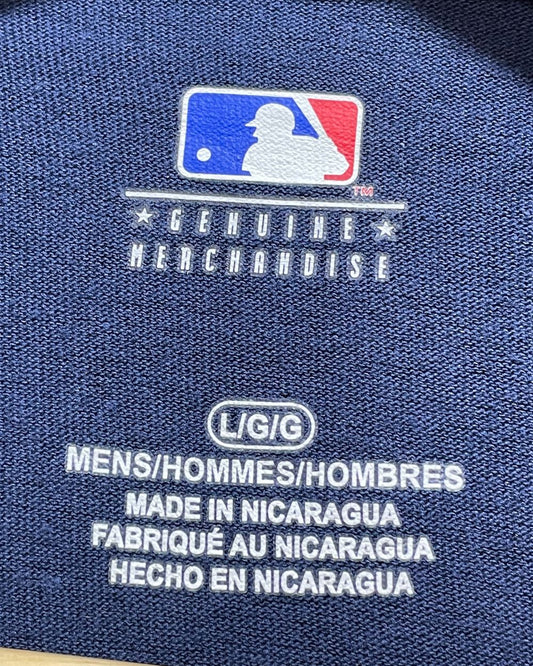 TM
★ GENUINE ★
MERCHANDISE
L/G/G
MENS/HOMMES/HOMBRES
MADE IN NICARAGUA
FABRIQUÉ AU NICARAGUA
HECHO EN NICARAGUA